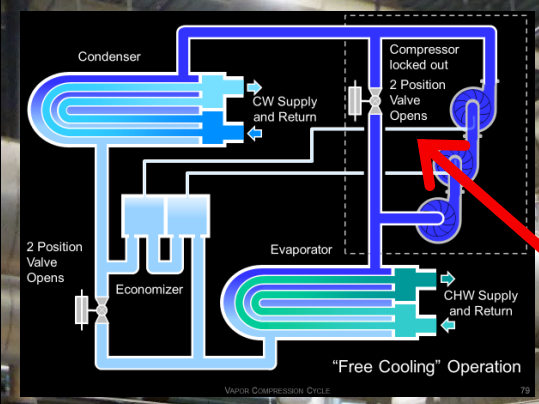 Condenser
Compressor
locked out
2 Position
Valve
Opens
CW Supply
and Return
2 Position
Valve
Opens
Economizer
Evaporator
CHW Supply
and Return
“Free Cooling” Operation
VAPOR COMPRESSION CYCLE
79